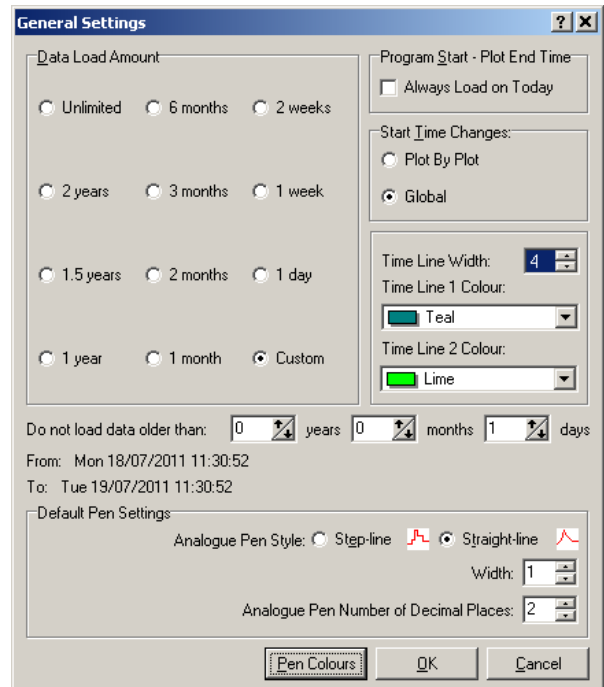 General Settings
Data Load Amount
Unlimited 6 months 2 weeks
2 years 3 months 1 week
1.5 years 2 months 1 day
1 year 1 month Custom
Program Start - Plot End Time
Always Load on Today
Start Time Changes:
Plot By Plot
Global
Time Line Width: 4
Time Line 1 Colour:
Teal
Time Line 2 Colour:
Lime
Do not load data older than: 0 years 0 months 1 days
From: Mon 18/07/2011 11:30:52
To: Tue 19/07/2011 11:30:52
Default Pen Settings
Analogue Pen Style: Step-line Straight-line
Width: 1
Analogue Pen Number of Decimal Places: 2
Pen Colours OK Cancel